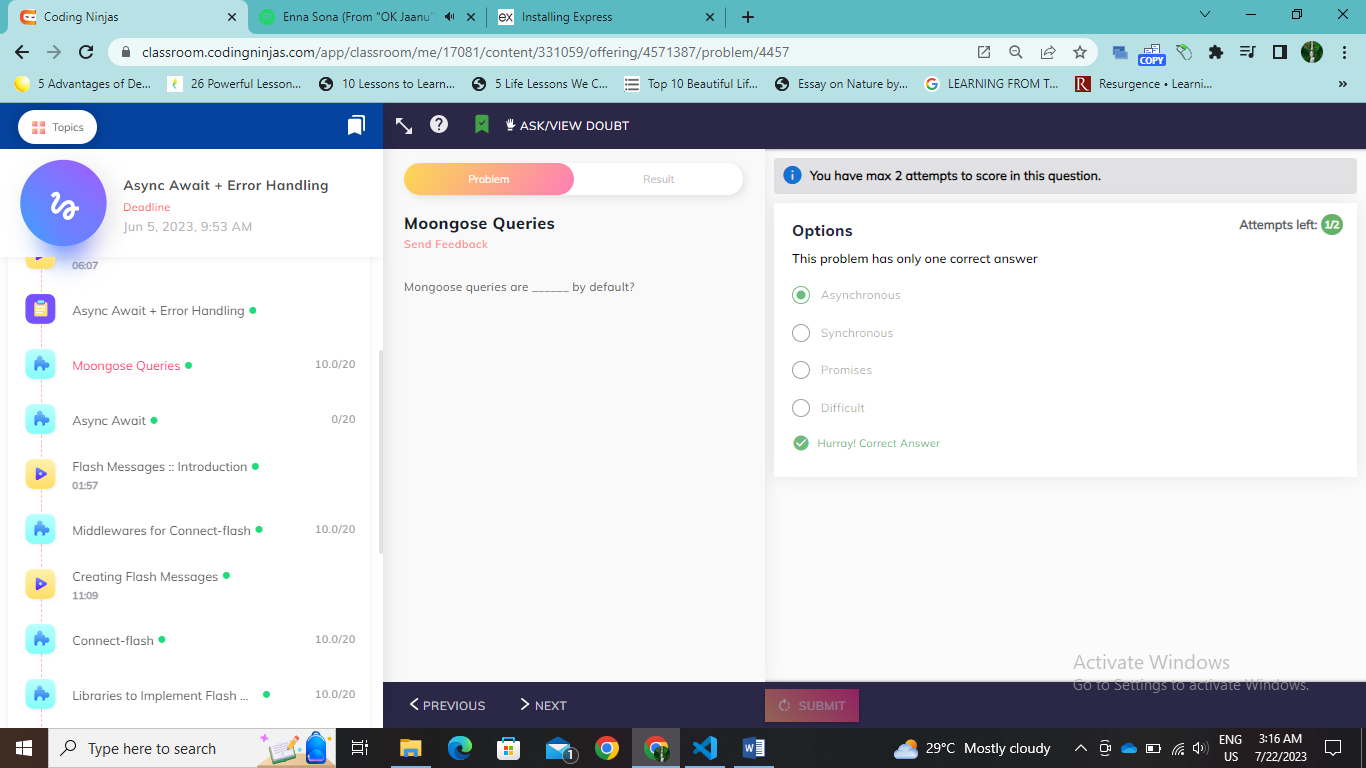 Coding Ninjas
Enna Sona (From "OK Jaanu"
ex Installing Express
classroom.codingninjas.com/app/classroom/me/17081/content/331059/offering/4571387/problem/4457
COPY
5 Advantages of De...
26 Powerful Lesson...
10 Lessons to Learn...
5 Life Lessons We C...
Top 10 Beautiful Lif...
Essay on Nature by...
LEARNING FROM T...
R Resurgence • Learni...
»
Topics
ASK/VIEW DOUBT
Async Await + Error Handling
Deadline
Jun 5, 2023, 9:53 AM
06:07
Async Await + Error Handling
Moongose Queries 10.0/20
Async Await 0/20
Flash Messages :: Introduction
01:57
Middlewares for Connect-flash 10.0/20
Creating Flash Messages
11:09
Connect-flash 10.0/20
Libraries to Implement Flash ... 10.0/20
Problem
Result
Moongose Queries
Send Feedback
Mongoose queries are ______ by default?
You have max 2 attempts to score in this question.
Options
Attempts left: 1/2
This problem has only one correct answer
Asynchronous
Synchronous
Promises
Difficult
Hurray! Correct Answer
Activate Windows
Go to Settings to activate Windows.
PREVIOUS
NEXT
SUBMIT
Type here to search
1
W
29°C Mostly cloudy
ENG
US
3:16 AM
7/22/2023